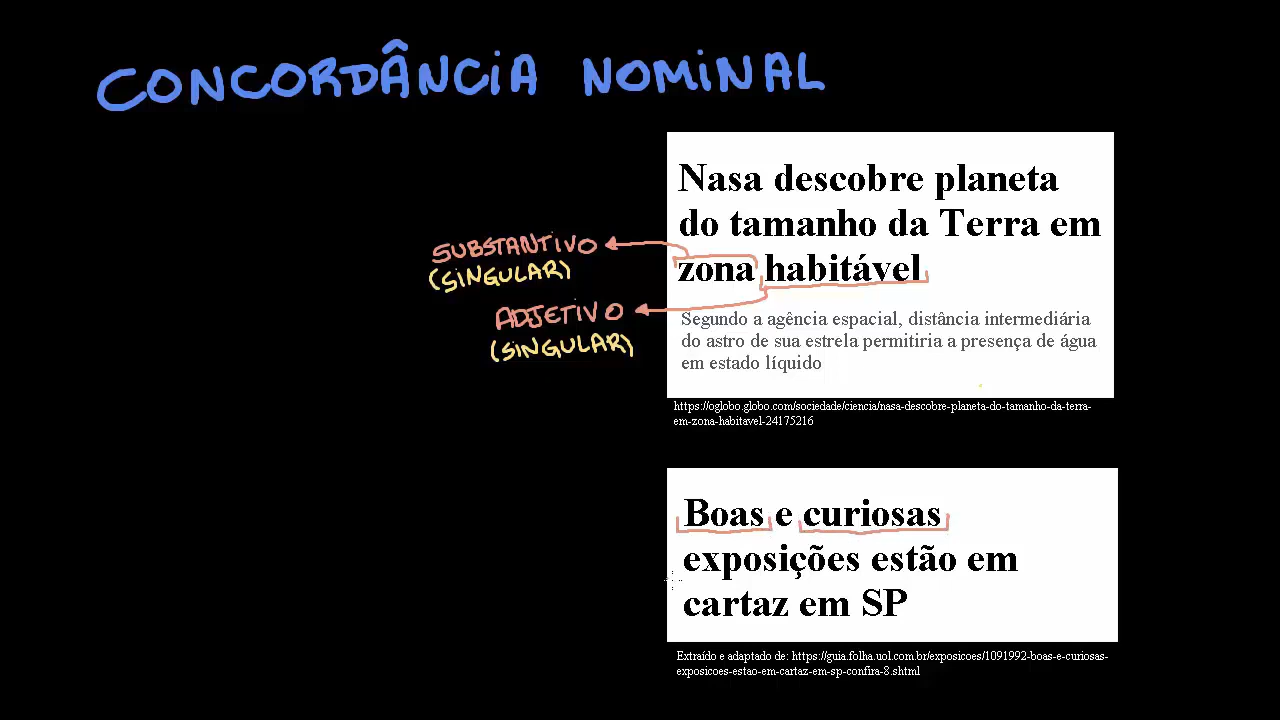 CONCORDÂNCIA NOMINAL
Nasa descobre planeta
do tamanho da Terra em
zona habitável
SUBSTANTIVO
(SINGULAR)
ADJETIVO
(SINGULAR)
Segundo a agência espacial, distância intermediária
do astro de sua estrela permitiria a presença de água
em estado líquido
https://oglobo.globo.com/sociedade/ciencia/nasa-descobre-planeta-do-tamanho-da-terra-
em-zona-habitavel-24175216
Boas e curiosas
exposições estão em
cartaz em SP
Extraído e adaptado de: https://guia.folha.uol.com.br/exposicoes/1091992-boas-e-curiosas-
exposicoes-estao-em-cartaz-em-sp-confira-8.shtml